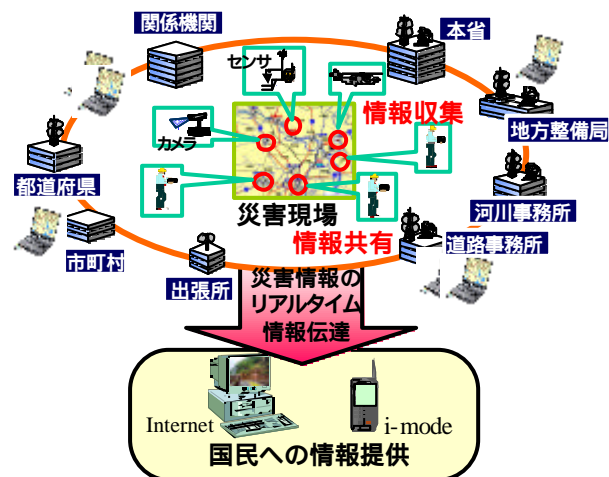 関係機関
本省
センサ
情報収集
カメラ
地方整備局
都道府県
災害現場
河川事務所
情報共有
道路事務所
市町村
出張所
災害情報の
リアルタイム
情報伝達
Internet
i-mode
国民への情報提供